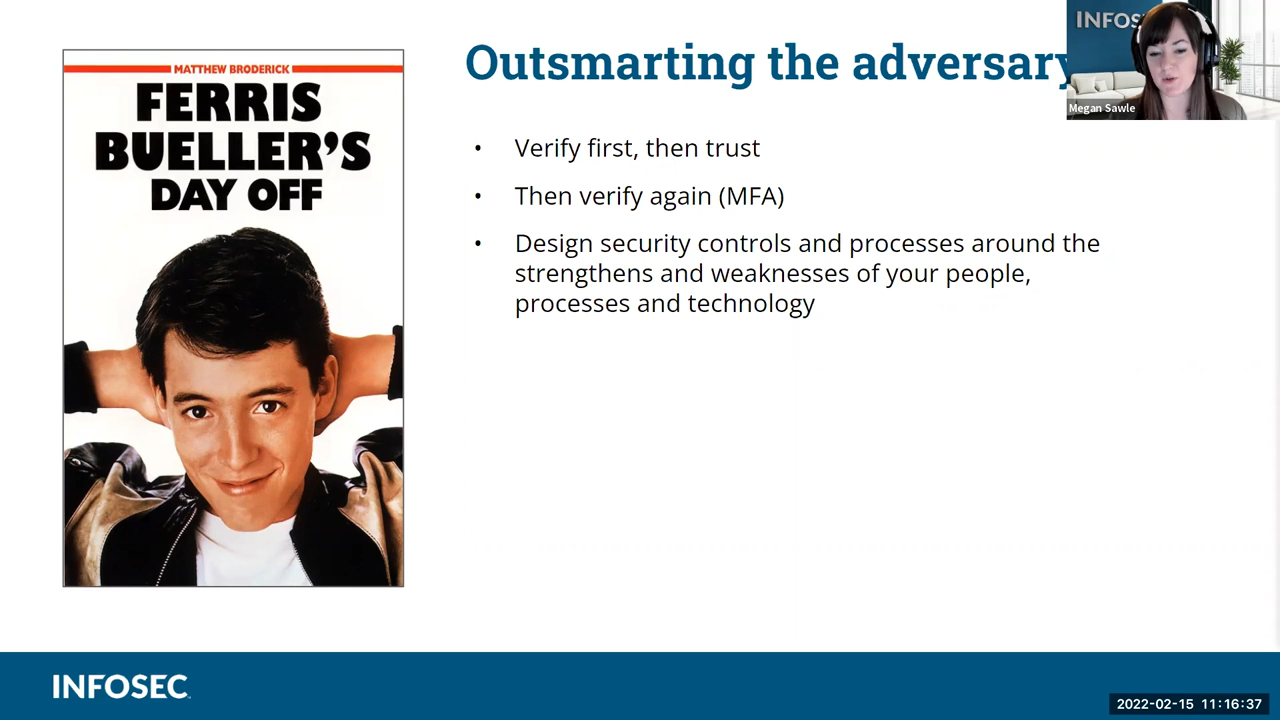 MATTHEW BRODERICK
FERRIS
BUELLER'S
DAY OFF
Outsmarting the adversary
• Verify first, then trust
• Then verify again (MFA)
• Design security controls and processes around the
strengthens and weaknesses of your people,
processes and technology
INFOS
Megan Sawle
INFOSEC
2022-02-15 11:16:37